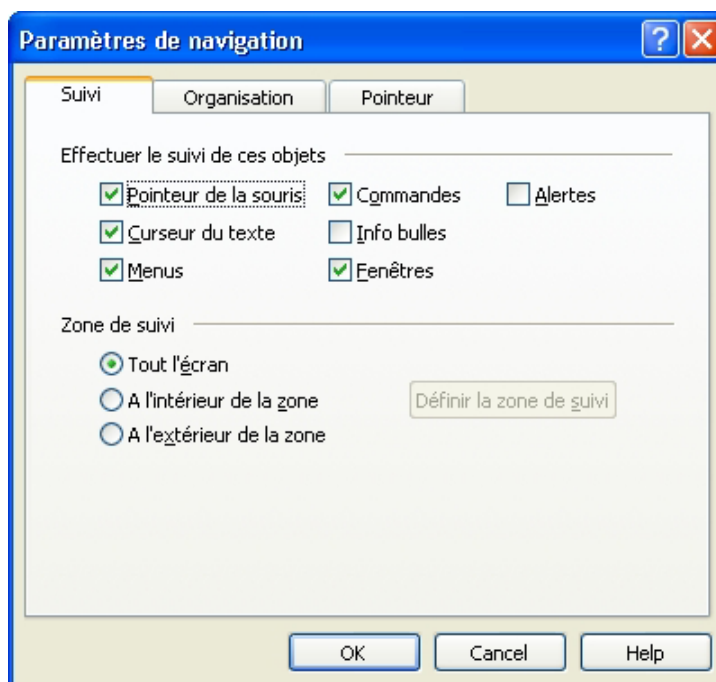 Paramètres de navigation
Suivi Organisation Pointeur
Effectuer le suivi de ces objets
Pointeur de la souris Commandes Alertes
Curseur du texte Info bulles
Menus Fenêtres
Zone de suivi
Tout l'écran
A l'intérieur de la zone Définir la zone de suivi
A l'extérieur de la zone
OK Cancel Help